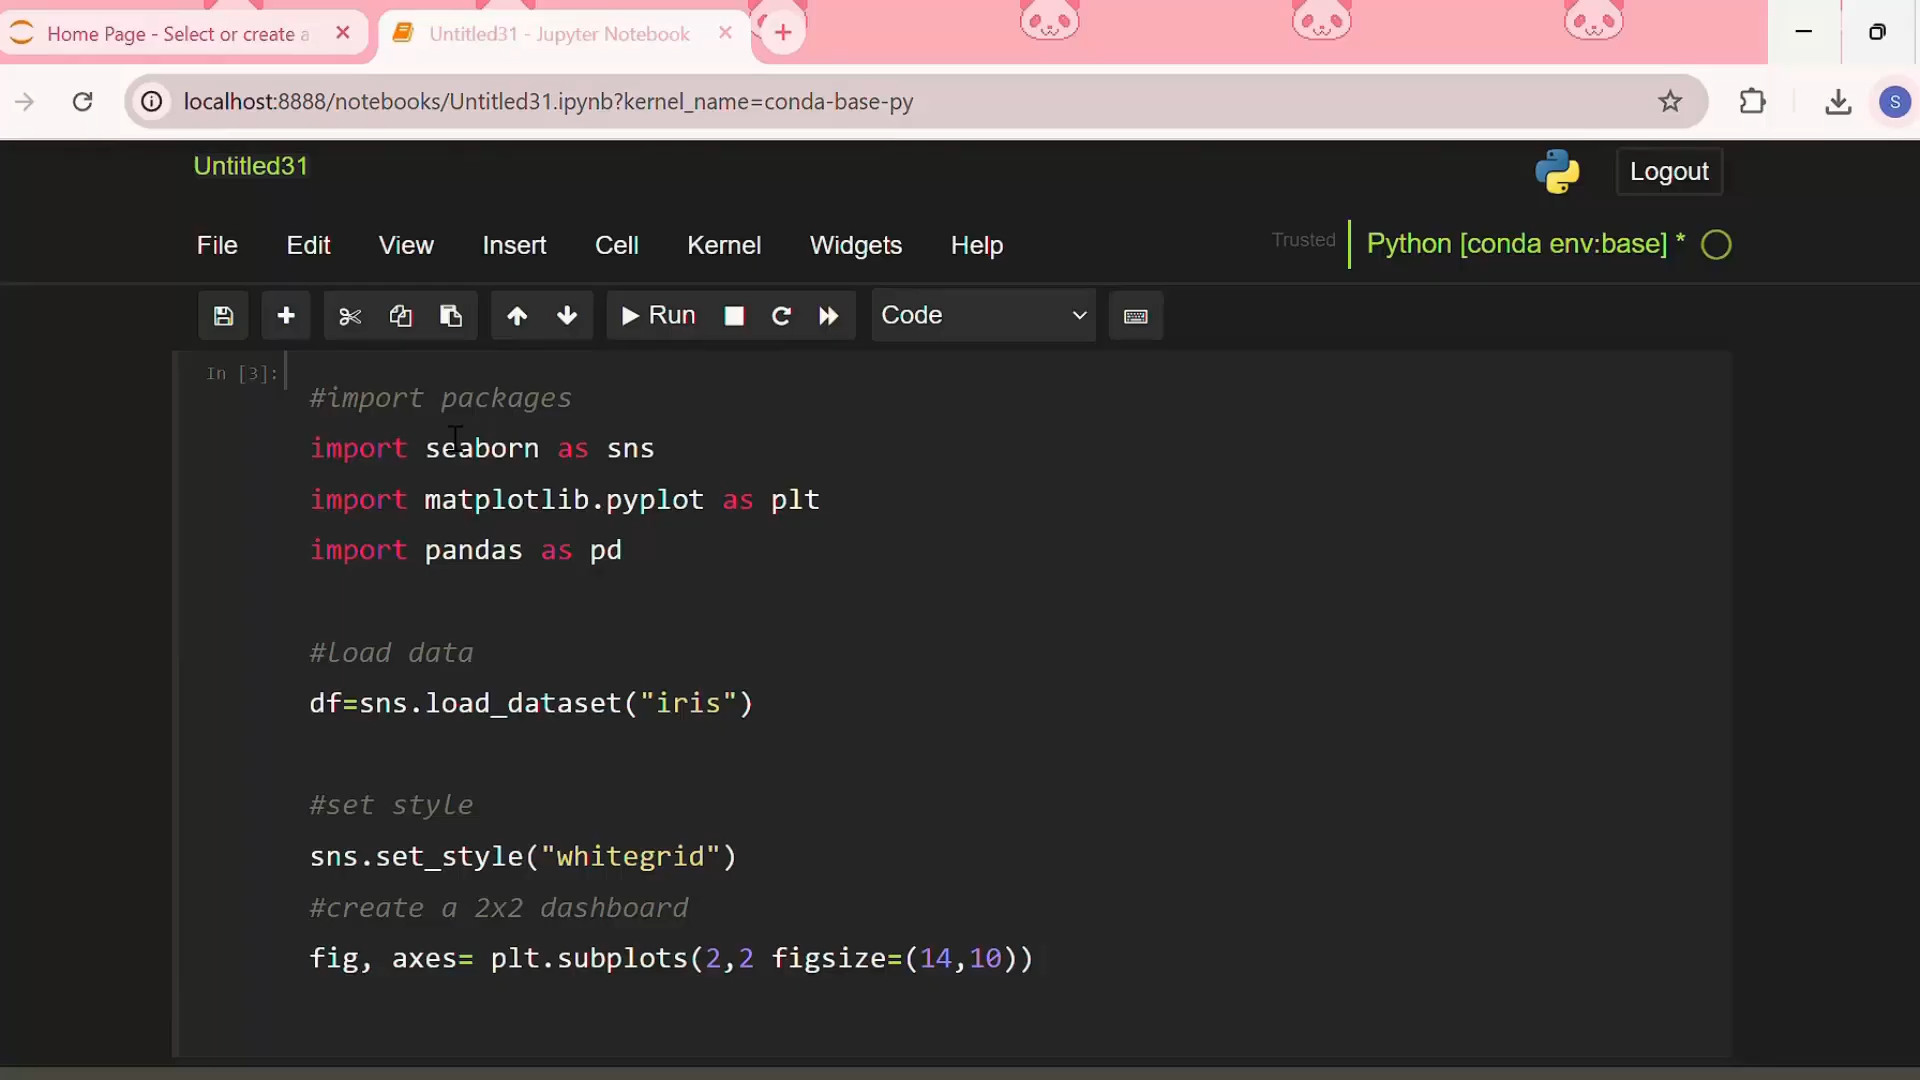 Home Page - Select or create a
Untitled31 - Jupyter Notebook
localhost:8888/notebooks/Untitled31.ipynb?kernel_name=conda-base-py
S
Untitled31
Logout
File Edit View Insert Cell Kernel Widgets Help
Trusted
Python [conda env:base] *
Run
Code
In [3]:
#import packages
import seaborn as sns
import matplotlib.pyplot as plt
import pandas as pd
#Load data
df=sns.load_dataset("iris")
#set style
sns.set_style("whitegrid")
#create a 2x2 dashboard
fig, axes= plt.subplots(2,2 figsize=(14,10))